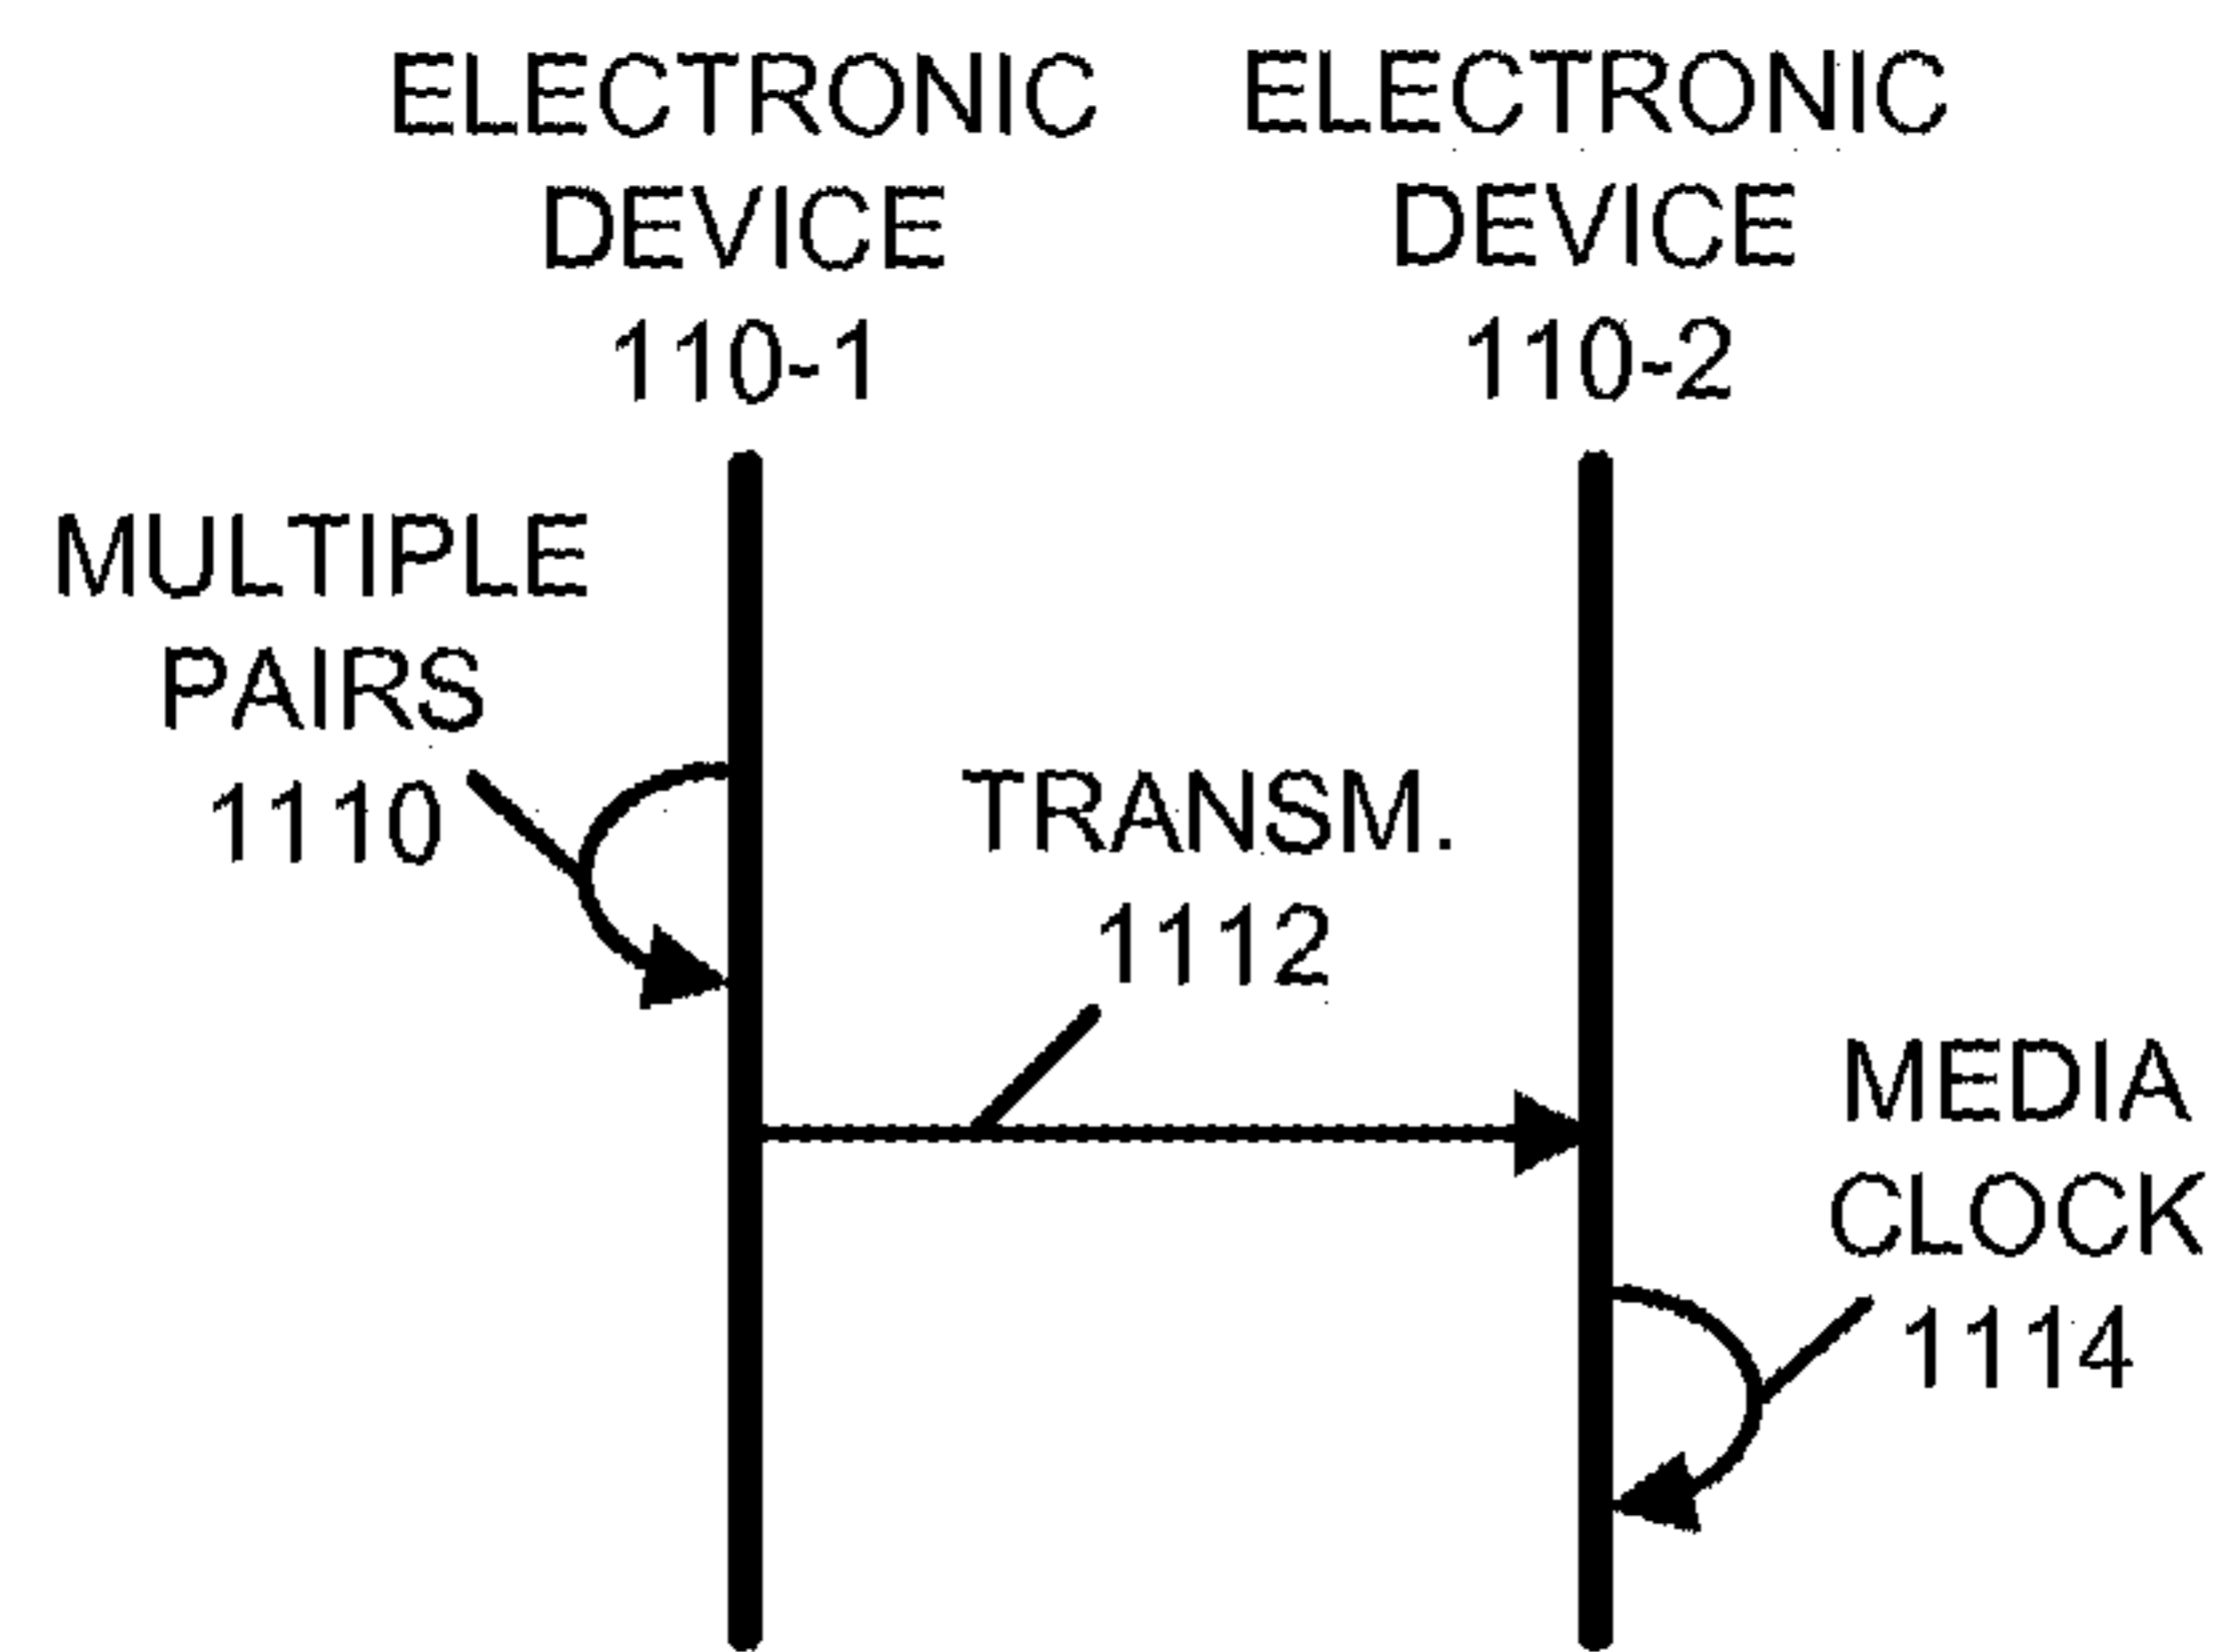 ELECTRONIC
DEVICE
110-1
ELECTRONIC
DEVICE
110-2
MULTIPLE
PAIRS
1110
TRANSM.
1112
MEDIA
CLOCK
1114